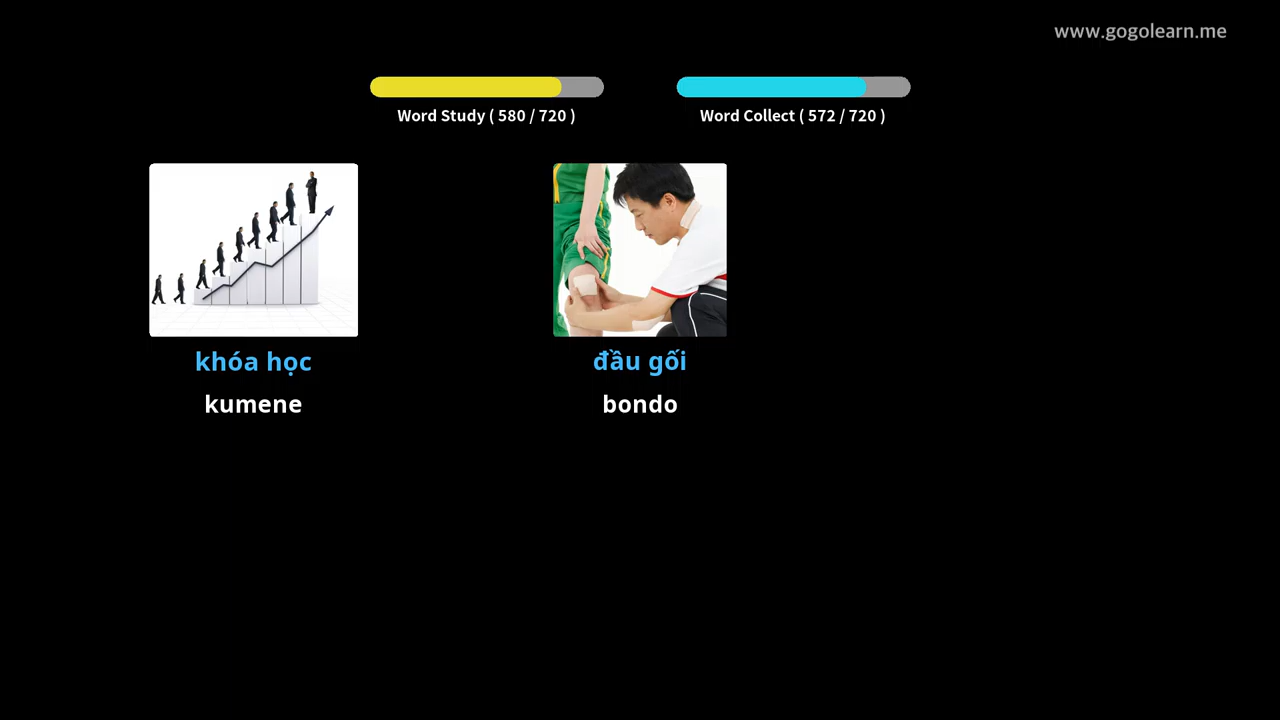 www.gogolearn.me
Word Study ( 580 / 720 )
Word Collect ( 572 / 720 )
khóa học
đầu gối
kumene
bondo